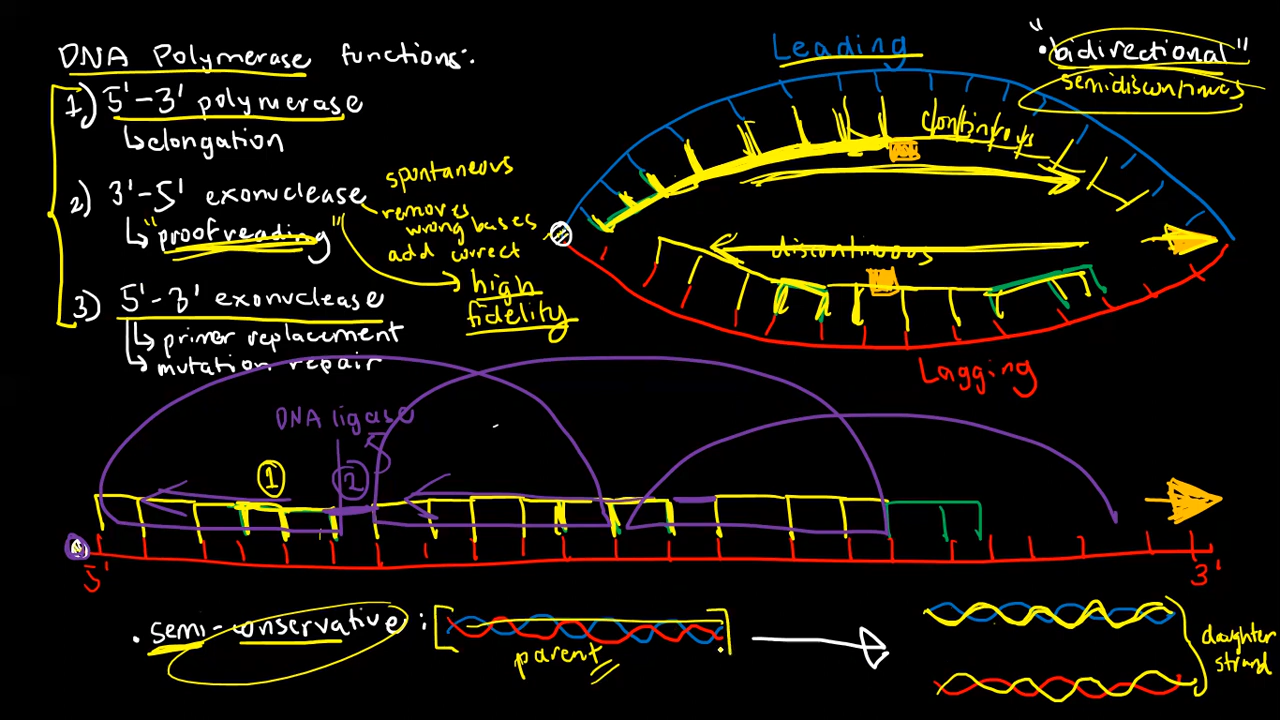 DNA Polymerase functions:
1) 5'-3' polymerase
↳elongation
2) 3'-5' exonuclease
↳"proofreading"
spontaneous
removes
wrong bases
add correct
→ high
fidelity
3) 5'-3' exonuclease
↳ primer replacement
↳ mutation repair
Leading
continuous
discontinuous
Lagging
"•bidirectional"
semidiscontinuous
DNA ligase
1
2
5'
3'
• semi-conservative :
parent
daughter
strand